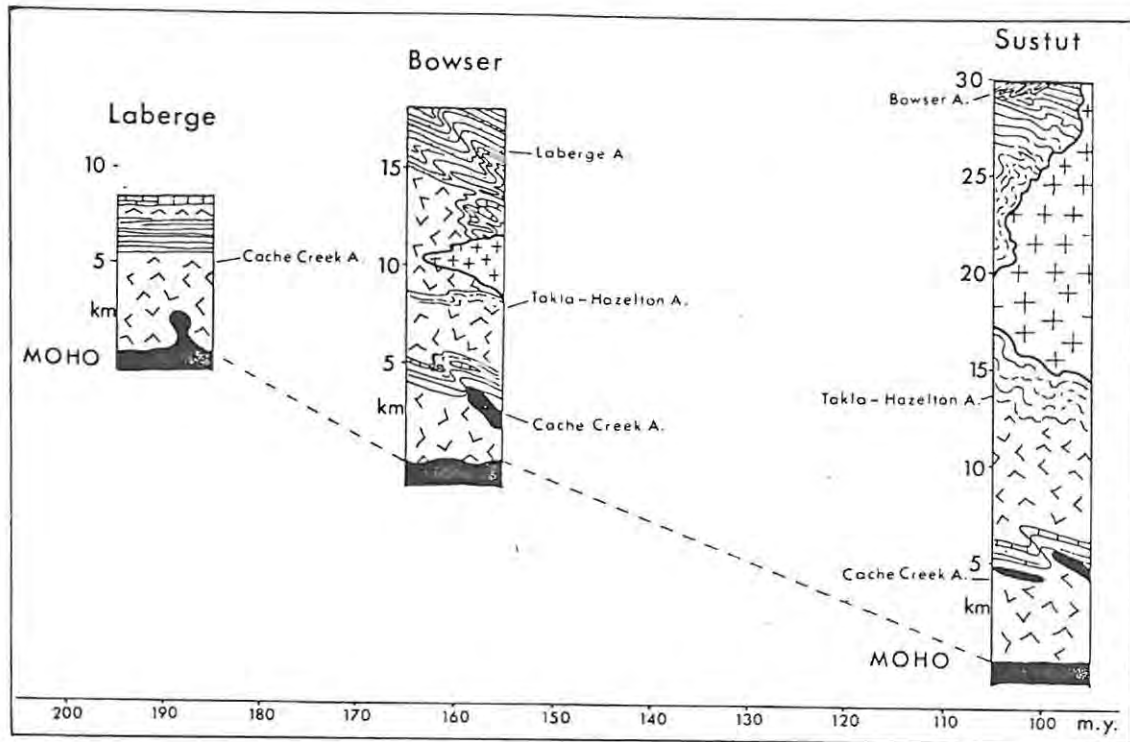 Laberge
10
5
km
MOHO
Cache Creek A.
Bowser
15
10
5
km
Laberge A.
Takla-Hazelton A.
Cache Creek A.
Sustut
30
Bowser A.
25
20
15
Takla-Hazelton A.
10
5
Cache Creek A.
km
MOHO
200 190 180 170 160 150 140 130 120 110 100 m.y.